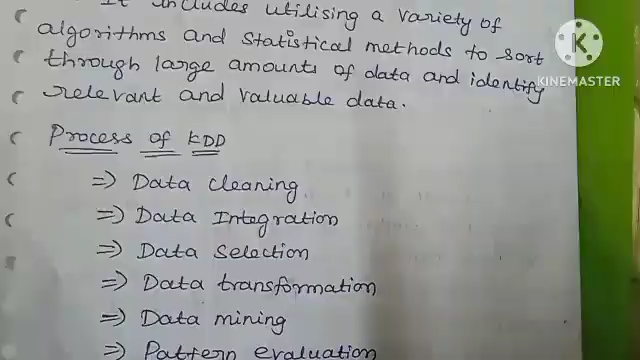 It includes utilising a variety of
algorithms and statistical methods to sort
through large amounts of data and identify
relevant and valuable data.
Process of KDD
=> Data cleaning
=> Data Integration
=> Data selection
=> Data transformation
=> Data mining
=> Pattern evaluation
KINEMASTER